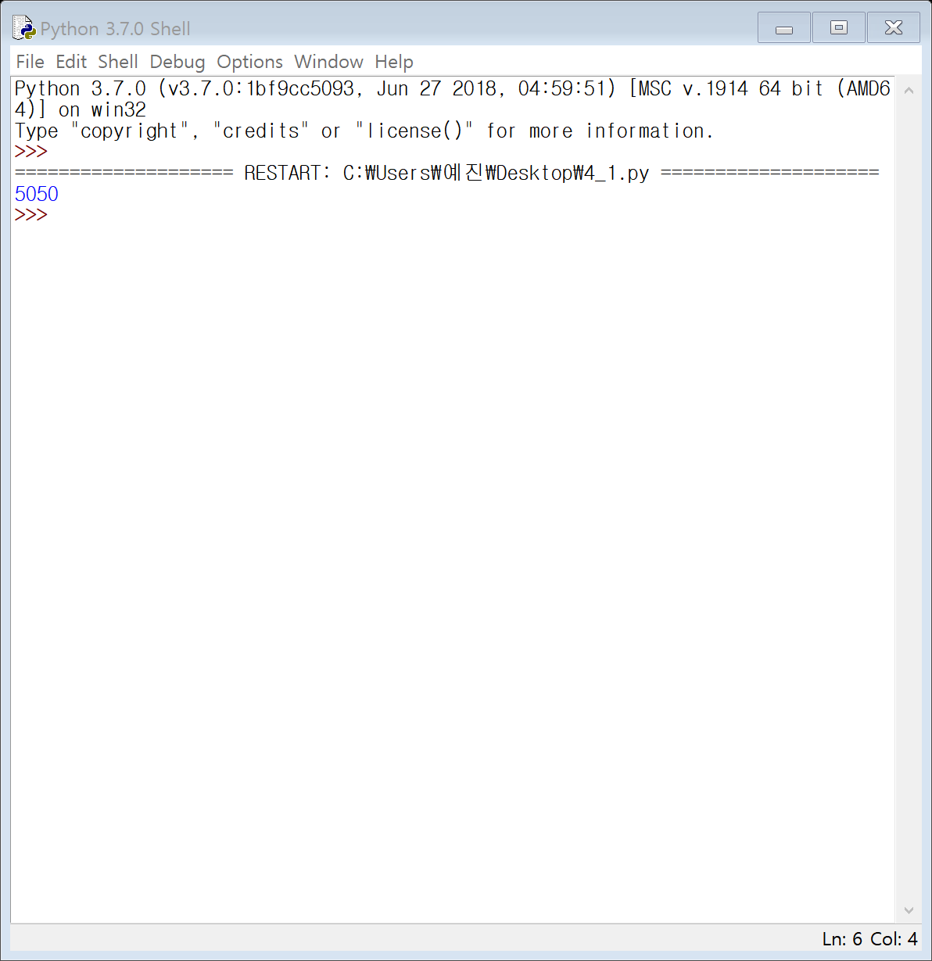 Python 3.7.0 Shell
File Edit Shell Debug Options Window Help
Python 3.7.0 (v3.7.0:1bf9cc5093, Jun 27 2018, 04:59:51) [MSC v.1914 64 bit (AMD6
4)] on win32
Type "copyright", "credits" or "license()" for more information.
>>>
==================== RESTART: C:₩Users₩예진₩Desktop₩4_1.py ====================
5050
>>>
Ln: 6 Col: 4